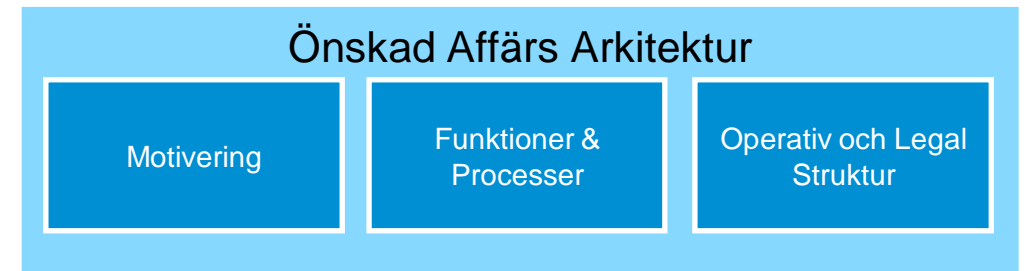 Önskad Affärs Arkitektur
Motivering
Funktioner &
Processer
Operativ och Legal
Struktur